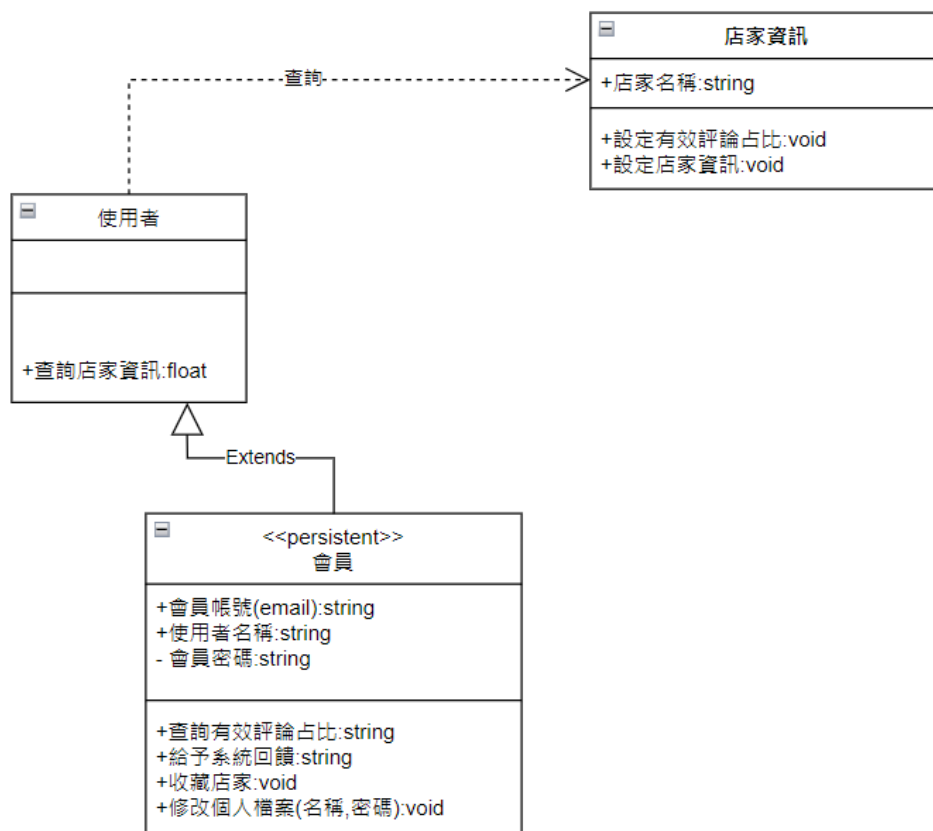 店家資訊
+店家名稱:string
+設定有效評論占比:void
+設定店家資訊:void
查詢
使用者
+查詢店家資訊:float
Extends
<<persistent>>
會員
+會員帳號(email):string
+使用者名稱:string
- 會員密碼:string
+查詢有效評論占比:string
+給予系統回饋:string
+收藏店家:void
+修改個人檔案(名稱,密碼):void